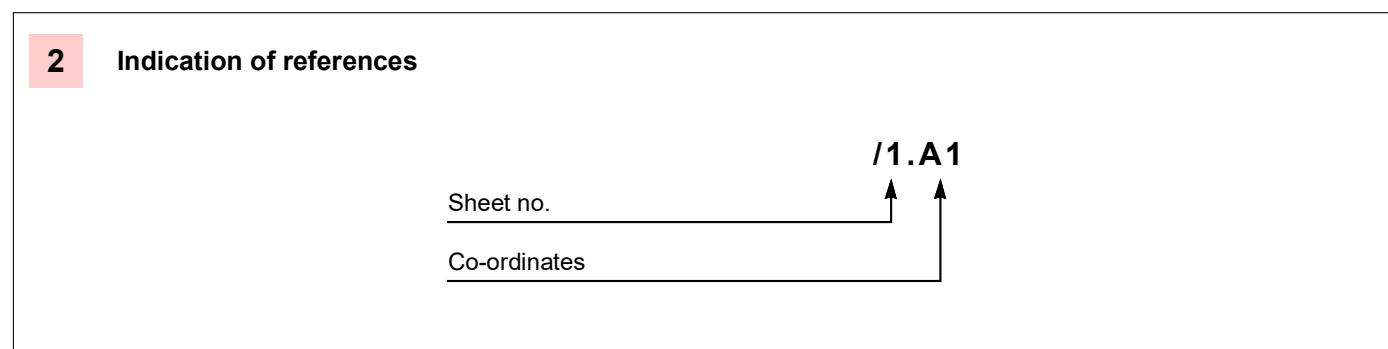 2 Indication of references
/1.A1
Sheet no.
Co-ordinates